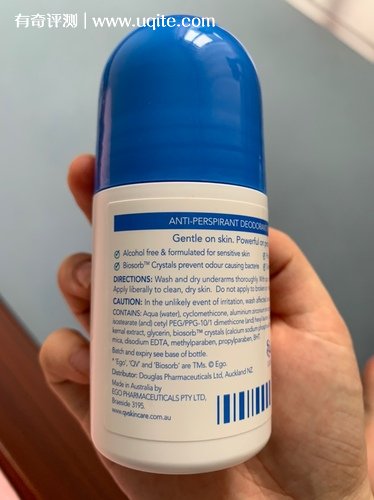 有奇评测 | www.uqite.com
ANTI-PERSPIRANT DEODORANT
Gentle on skin. Powerful on
Alcohol free & formulated for sensitive skin
Biosorb™ Crystals prevent odour causing bacteria
DIRECTIONS: Wash and dry underarms thoroughly. With
Apply liberally to clean, dry skin. Do not apply to broken
CAUTION: In the unlikely event of irritation, wash affected
CONTAINS: Aqua (water), cyclomethicone, aluminium
isostearate (and) cetyl PEG/PPG-10/1 dimethicone (and) hexyl
kernel extract, glycerin, biosorb™ crystals (calcium sodium
mica, disodium EDTA, methylparaben, propylparaben, BHT.
Batch and expiry see base of bottle.
* 'Ego', 'QV' and 'Biosorb' are TMs. © Ego.
Distributor: Douglas Pharmaceuticals Ltd, Auckland NZ.
Made in Australia by
EGO PHARMACEUTICALS PTY LTD,
Braeside 3195.
www.qvskincare.com.au